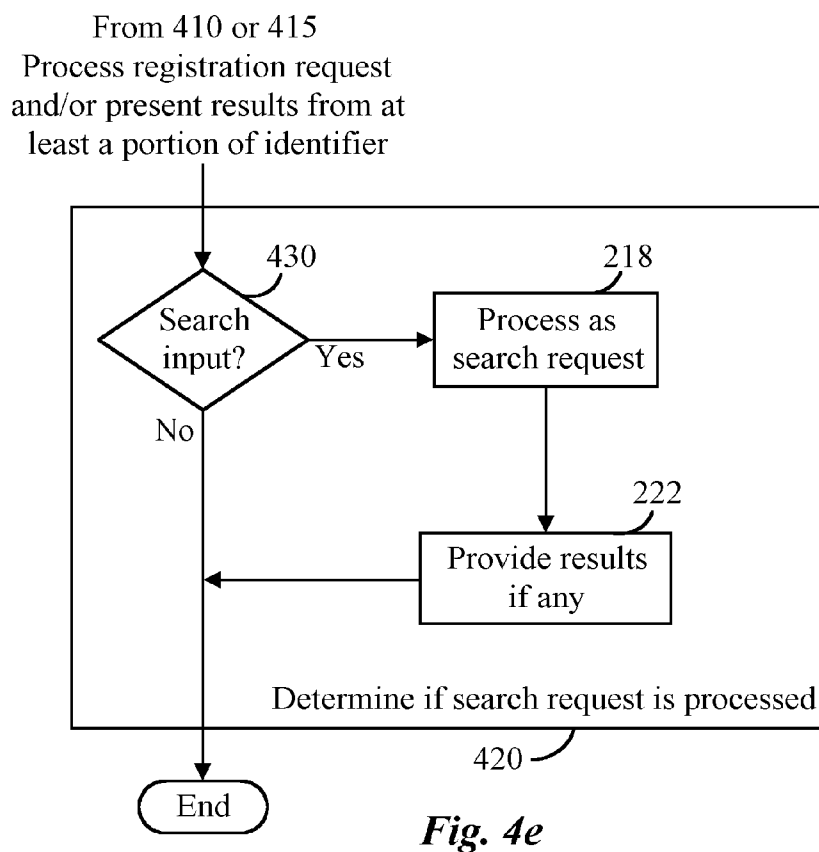 From 410 or 415
Process registration request
and/or present results from at
least a portion of identifier
430
Search
input?
Yes
No
218
Process as
search request
222
Provide results
if any
Determine if search request is processed
420
End
Fig. 4e